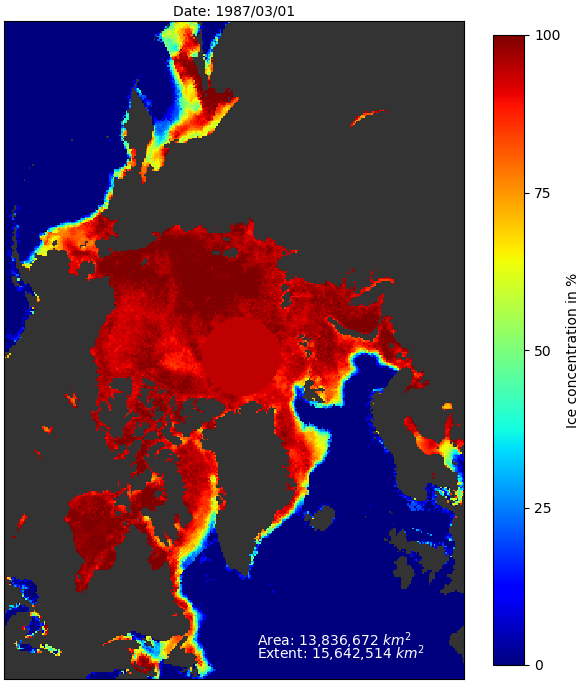 Date: 1987/03/01
100
75
50
25
0
Ice concentration in %
Area: 13,836,672 km²
Extent: 15,642,514 km²